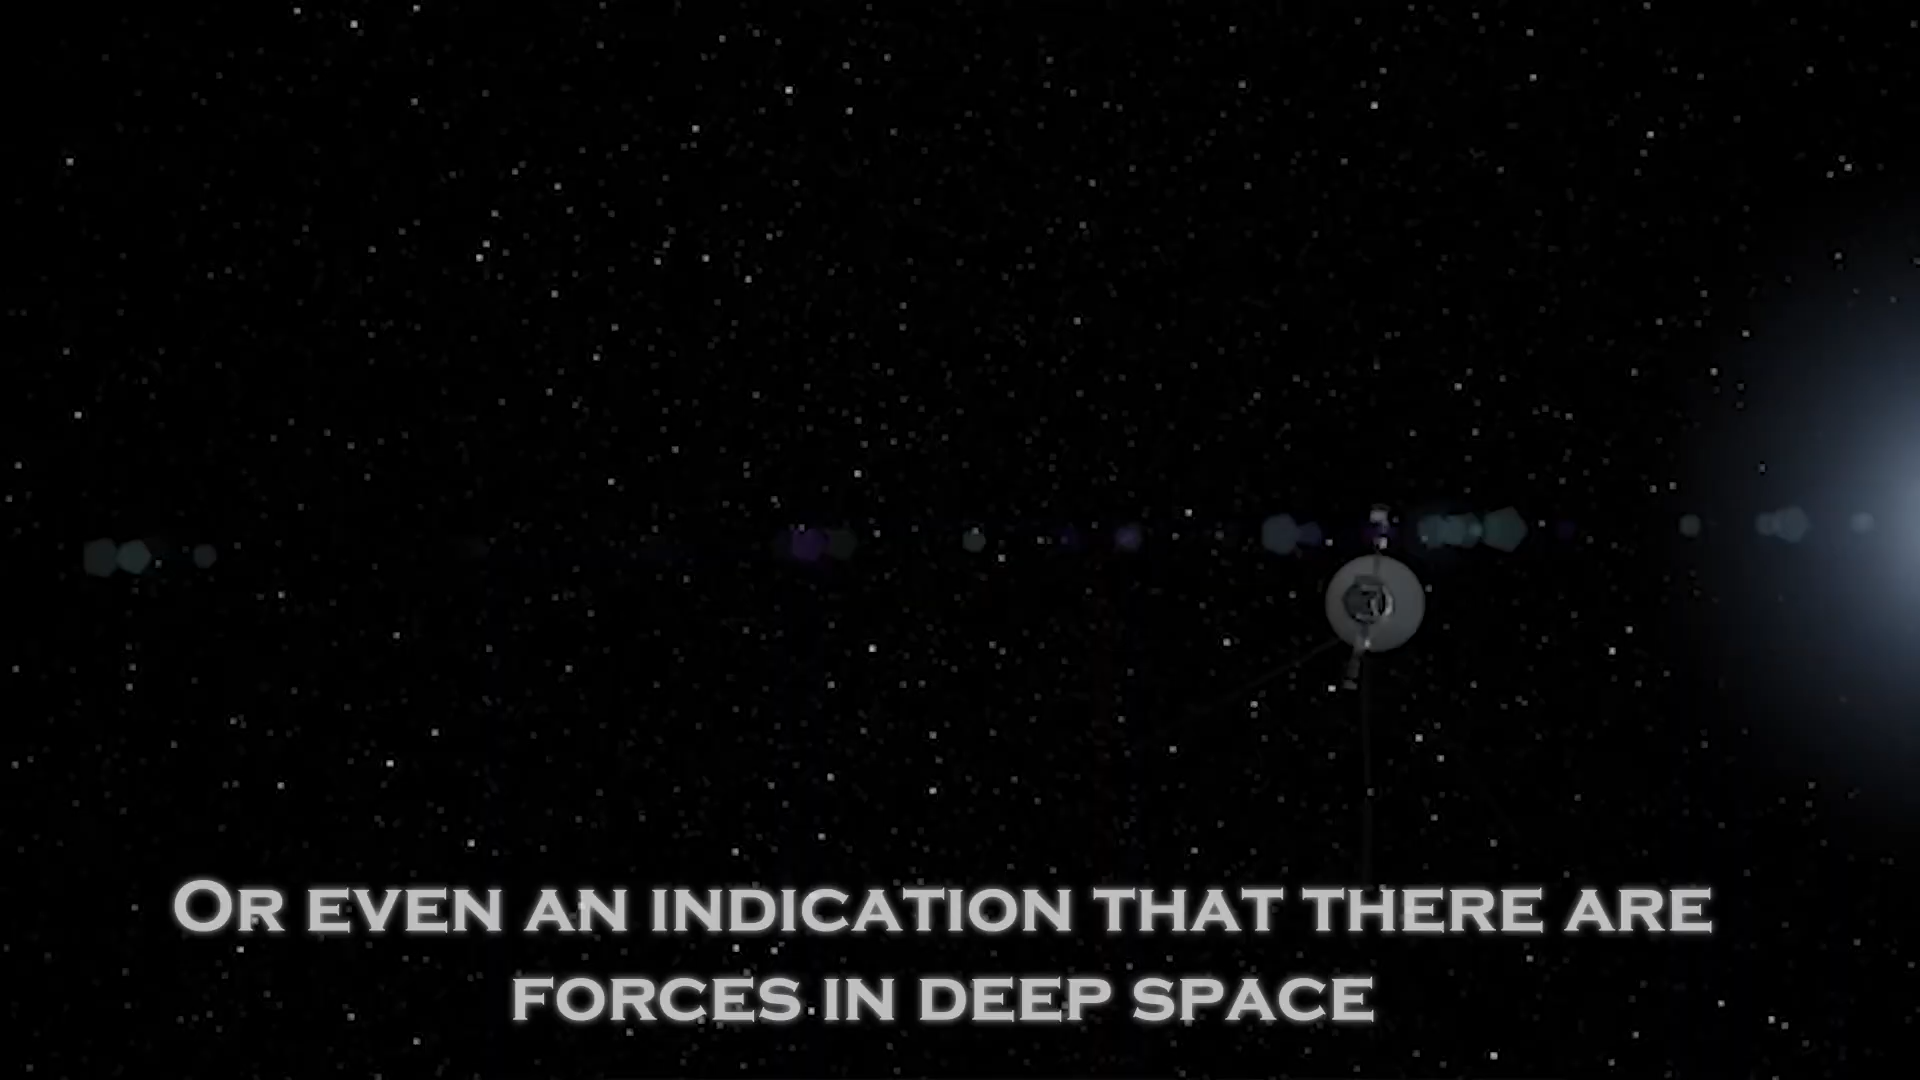 Or even an indication that there are
forces in deep space